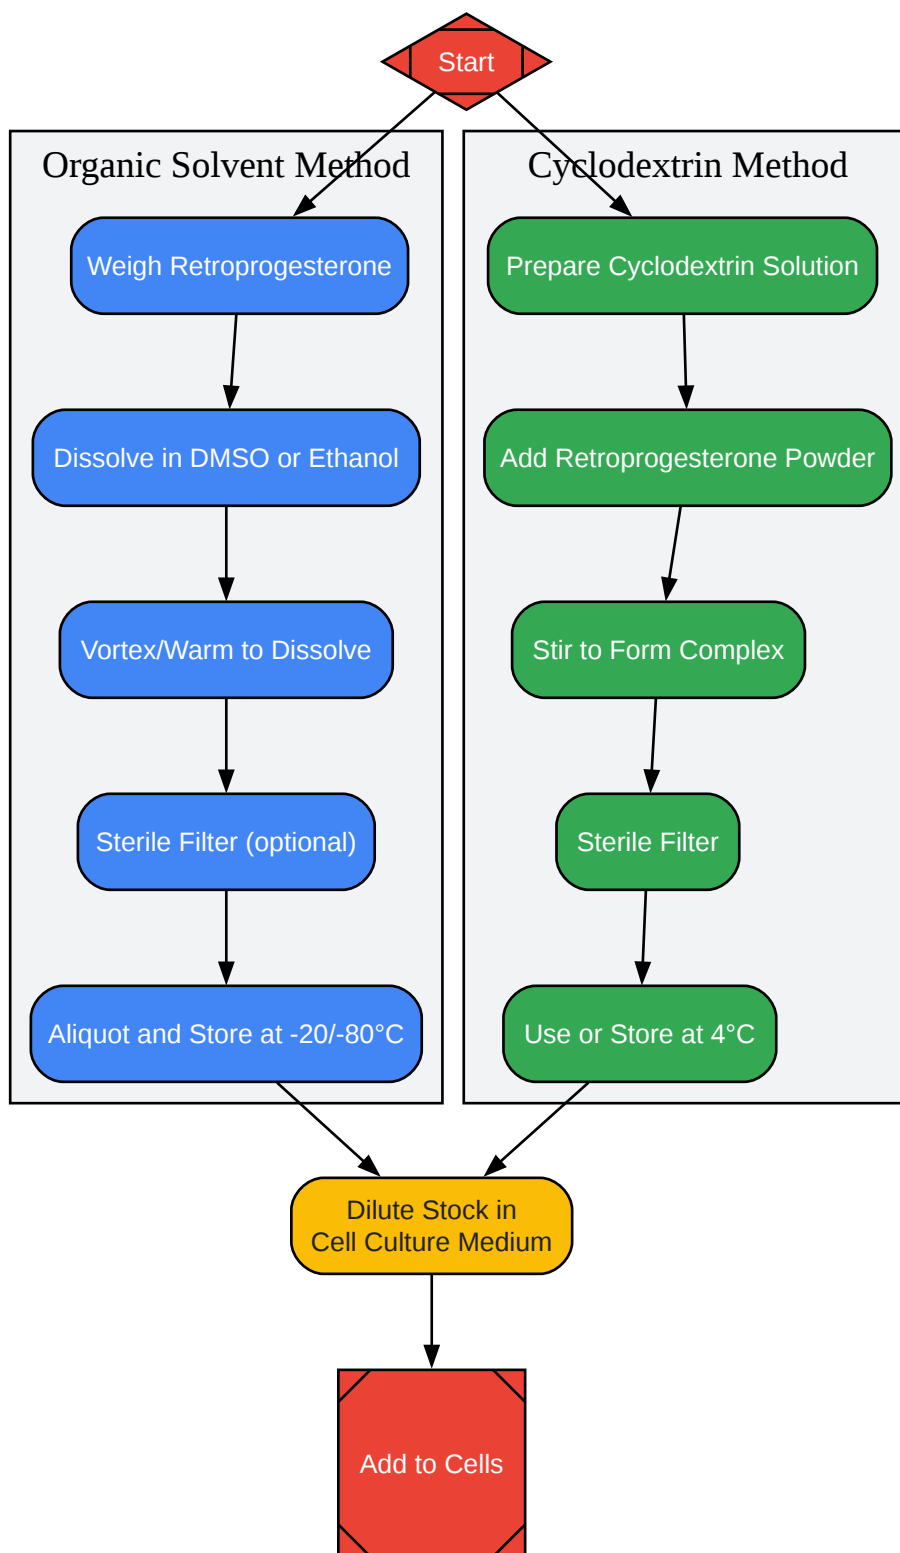 Start
Organic Solvent Method
Weigh Retroprogesterone
Dissolve in DMSO or Ethanol
Vortex/Warm to Dissolve
Sterile Filter (optional)
Aliquot and Store at -20/-80°C
Cyclodextrin Method
Prepare Cyclodextrin Solution
Add Retroprogesterone Powder
Stir to Form Complex
Sterile Filter
Use or Store at 4°C
Dilute Stock in
Cell Culture Medium
Add to Cells